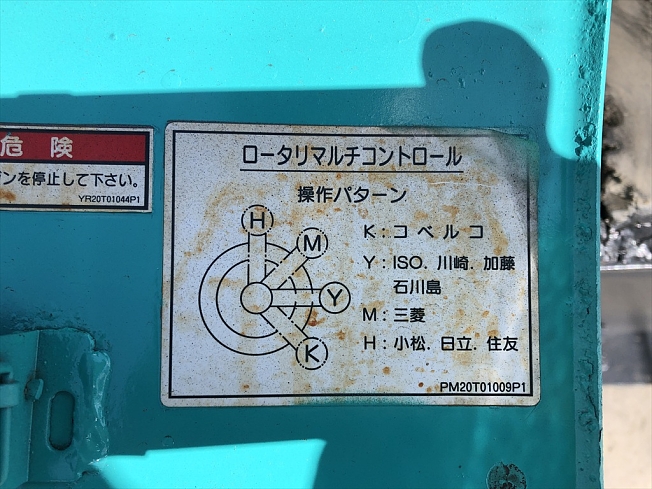 危 険
ンを停止して下さい。
YR20T01044P1
ロータリマルチコントロール
操作パターン
H
M
Y
K
K : コベルコ
Y : ISO. 川崎. 加藤
石川島
M : 三菱
H : 小松. 日立. 住友
PM20T01009P1